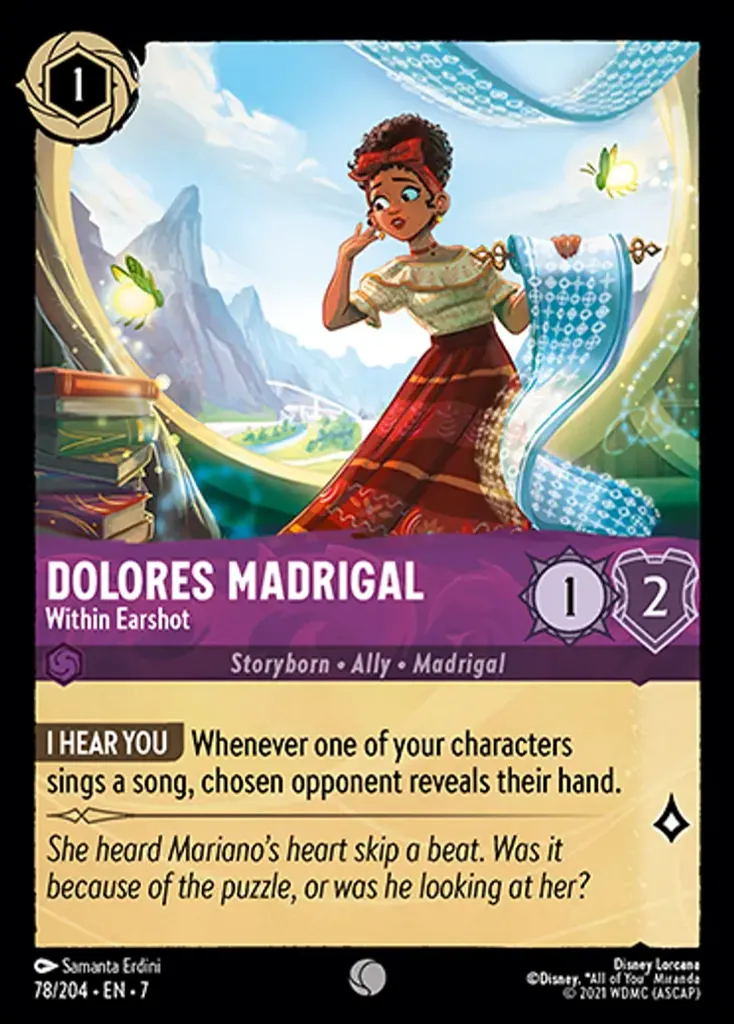 1
DOLORES MADRIGAL
Within Earshot
1
2
Storyborn • Ally • Madrigal
I HEAR YOU Whenever one of your characters
sings a song, chosen opponent reveals their hand.
She heard Mariano's heart skip a beat. Was it
because of the puzzle, or was he looking at her?
Samanta Erdini
78/204 • EN • 7
Disney Lorcana
©Disney. "All of You" Miranda
© 2021 WDMC (ASCAP)